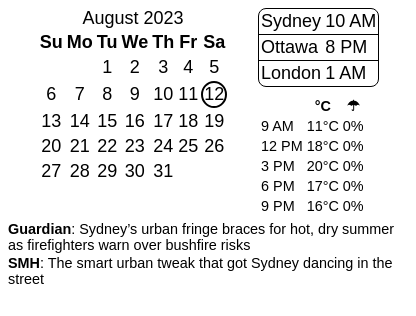 August 2023
Su Mo Tu We Th Fr Sa
1 2 3 4 5
6 7 8 9 10 11 12
13 14 15 16 17 18 19
20 21 22 23 24 25 26
27 28 29 30 31
Sydney 10 AM
Ottawa 8 PM
London 1 AM
°C ☂
9 AM 11°C 0%
12 PM 18°C 0%
3 PM 20°C 0%
6 PM 17°C 0%
9 PM 16°C 0%
Guardian: Sydney’s urban fringe braces for hot, dry summer
as firefighters warn over bushfire risks
SMH: The smart urban tweak that got Sydney dancing in the
street